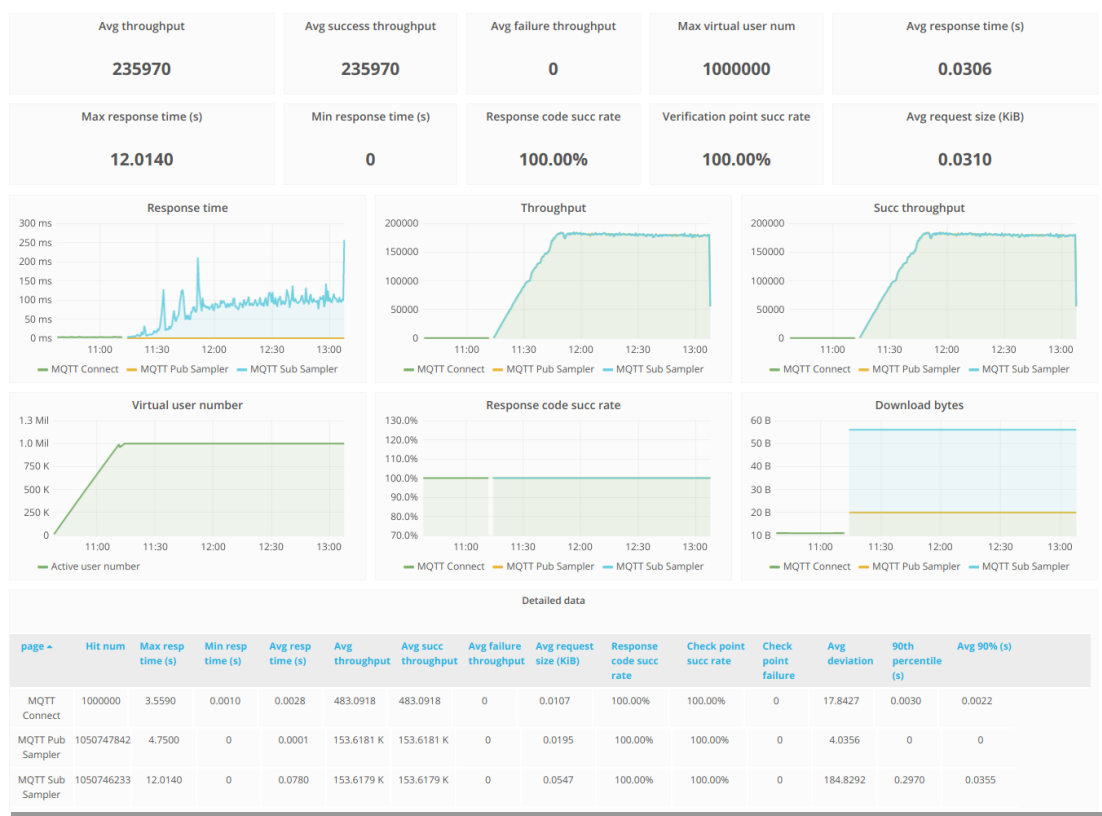 Avg throughput
235970
Avg success throughput
235970
Avg failure throughput
0
Max virtual user num
1000000
Avg response time (s)
0.0306
Max response time (s)
12.0140
Min response time (s)
0
Response code succ rate
100.00%
Verification point succ rate
100.00%
Avg request size (KiB)
0.0310
Response time
300 ms
250 ms
200 ms
150 ms
100 ms
50 ms
0 ms
11:00 11:30 12:00 12:30 13:00
MQTT Connect MQTT Pub Sampler MQTT Sub Sampler
Throughput
200000
150000
100000
50000
0
11:00 11:30 12:00 12:30 13:00
MQTT Connect MQTT Pub Sampler MQTT Sub Sampler
Succ throughput
200000
150000
100000
50000
0
11:00 11:30 12:00 12:30 13:00
MQTT Connect MQTT Pub Sampler MQTT Sub Sampler
Virtual user number
1.3 Mil
1.0 Mil
750 K
500 K
250 K
0
11:00 11:30 12:00 12:30 13:00
Active user number
Response code succ rate
130.0%
120.0%
110.0%
100.0%
90.0%
80.0%
70.0%
11:00 11:30 12:00 12:30 13:00
MQTT Connect MQTT Pub Sampler MQTT Sub Sampler
Download bytes
60 B
50 B
40 B
30 B
20 B
10 B
11:00 11:30 12:00 12:30 13:00
MQTT Connect MQTT Pub Sampler MQTT Sub Sampler
Detailed data
page Hit num Max resp Min resp Avg resp Avg Avg succ Avg failure Avg request Response Check point Check Avg 90th Avg 90% (s)
time (s) time (s) time (s) throughput throughput throughput size (KiB) code succ succ rate point deviation percentile
rate failure (s)
MQTT 1000000 3.5590 0.0010 0.0028 483.0918 483.0918 0 0.0107 100.00% 100.00% 0 17.8427 0.0030 0.0022
Connect
MQTT Pub 1050747842 4.7500 0 0.0001 153.6181 K 153.6181 K 0 0.0195 100.00% 100.00% 0 4.0356 0 0
Sampler
MQTT Sub 1050746233 12.0140 0 0.0780 153.6179 K 153.6179 K 0 0.0547 100.00% 100.00% 0 184.8292 0.2970 0.0355
Sampler